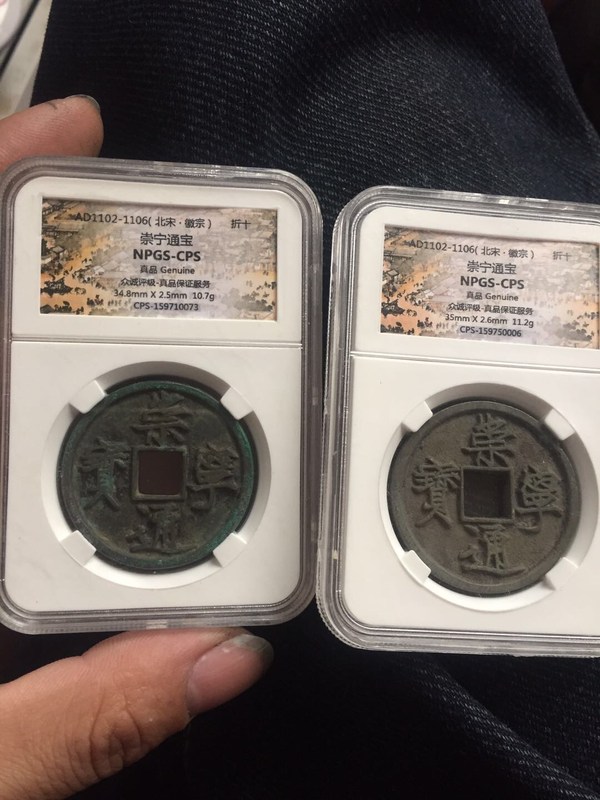 AD1102-1106(北宋·徽宗) 折十
崇宁通宝
NPGS-CPS
真品 Genuine
众诚评级·真品保证服务
34.8mm X 2.5mm 10.7g
CPS-159710073
崇寧通寳
AD1102-1106(北宋·徽宗) 折十
崇宁通宝
NPGS-CPS
真品 Genuine
众诚评级·真品保证服务
35mm X 2.6mm 11.2g
CPS-159750006
崇寧通寳